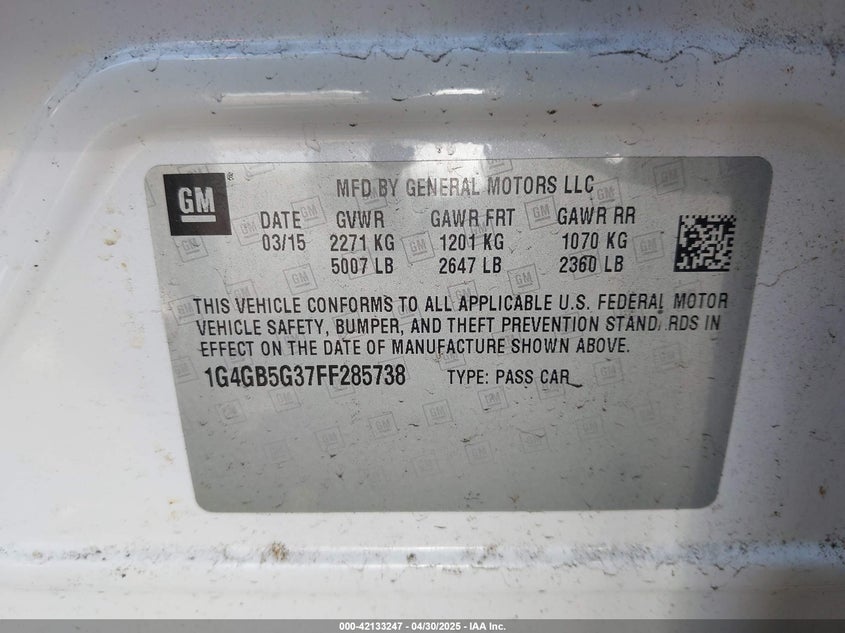 GM ® MFD BY GENERAL MOTORS LLC
DATE GVWR GAWR FRT GAWR RR
03/15 2271 KG 1201 KG 1070 KG
5007 LB 2647 LB 2360 LB
THIS VEHICLE CONFORMS TO ALL APPLICABLE U.S. FEDERAL MOTOR
VEHICLE SAFETY, BUMPER, AND THEFT PREVENTION STAND RDS IN
EFFECT ON THE DATE OF MANUFACTURE SHOWN ABOVE.
1G4GB5G37FF285738 TYPE: PASS CAR
000-42133247 - 04/30/2025 - IAA Inc.